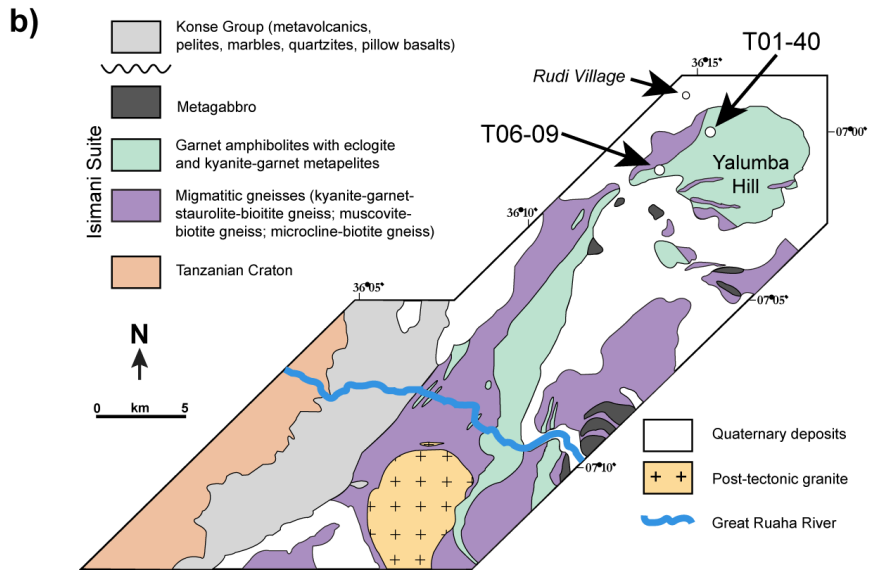 b)
Konse Group (metavolcanics,
pelites, marbles, quartzites, pillow basalts)
Isimani Suite
Metagabbro
Garnet amphibolites with eclogite
and kyanite-garnet metapelites
Migmatitic gneisses (kyanite-garnet-
staurolite-bioitite gneiss; muscovite-
biotite gneiss; microcline-biotite gneiss)
Tanzanian Craton
N
0 km 5
T01-40
36°15'
Rudi Village
T06-09
07°00'
Yalumba
Hill
36°10'
36°05'
07°05'
07°10'
Quaternary deposits
Post-tectonic granite
Great Ruaha River